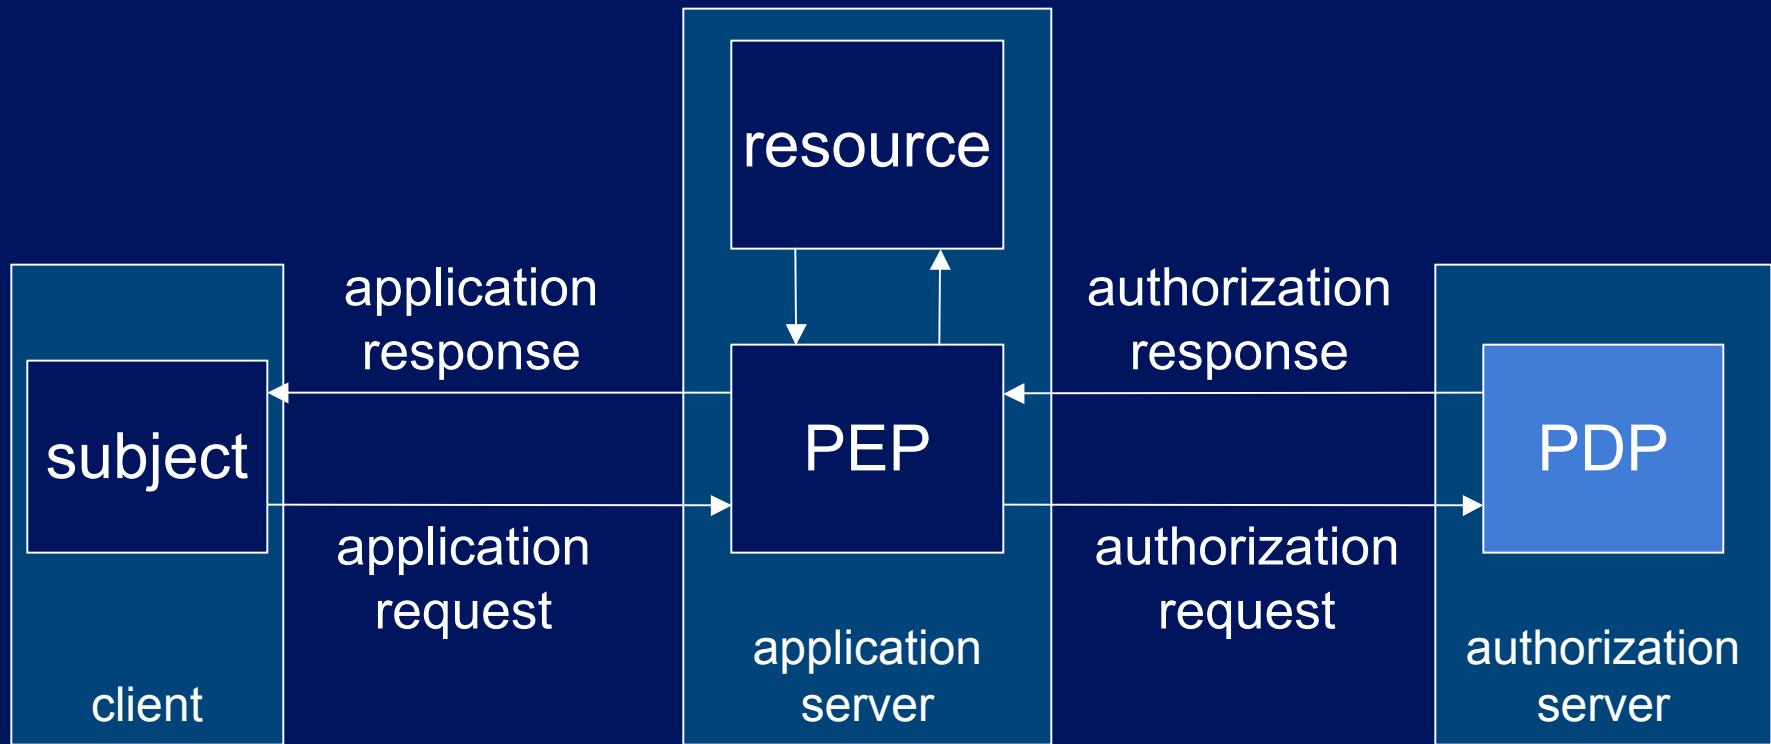 resource
application
response
authorization
response
subject
PEP
PDP
application
request
authorization
request
client
application
server
authorization
server